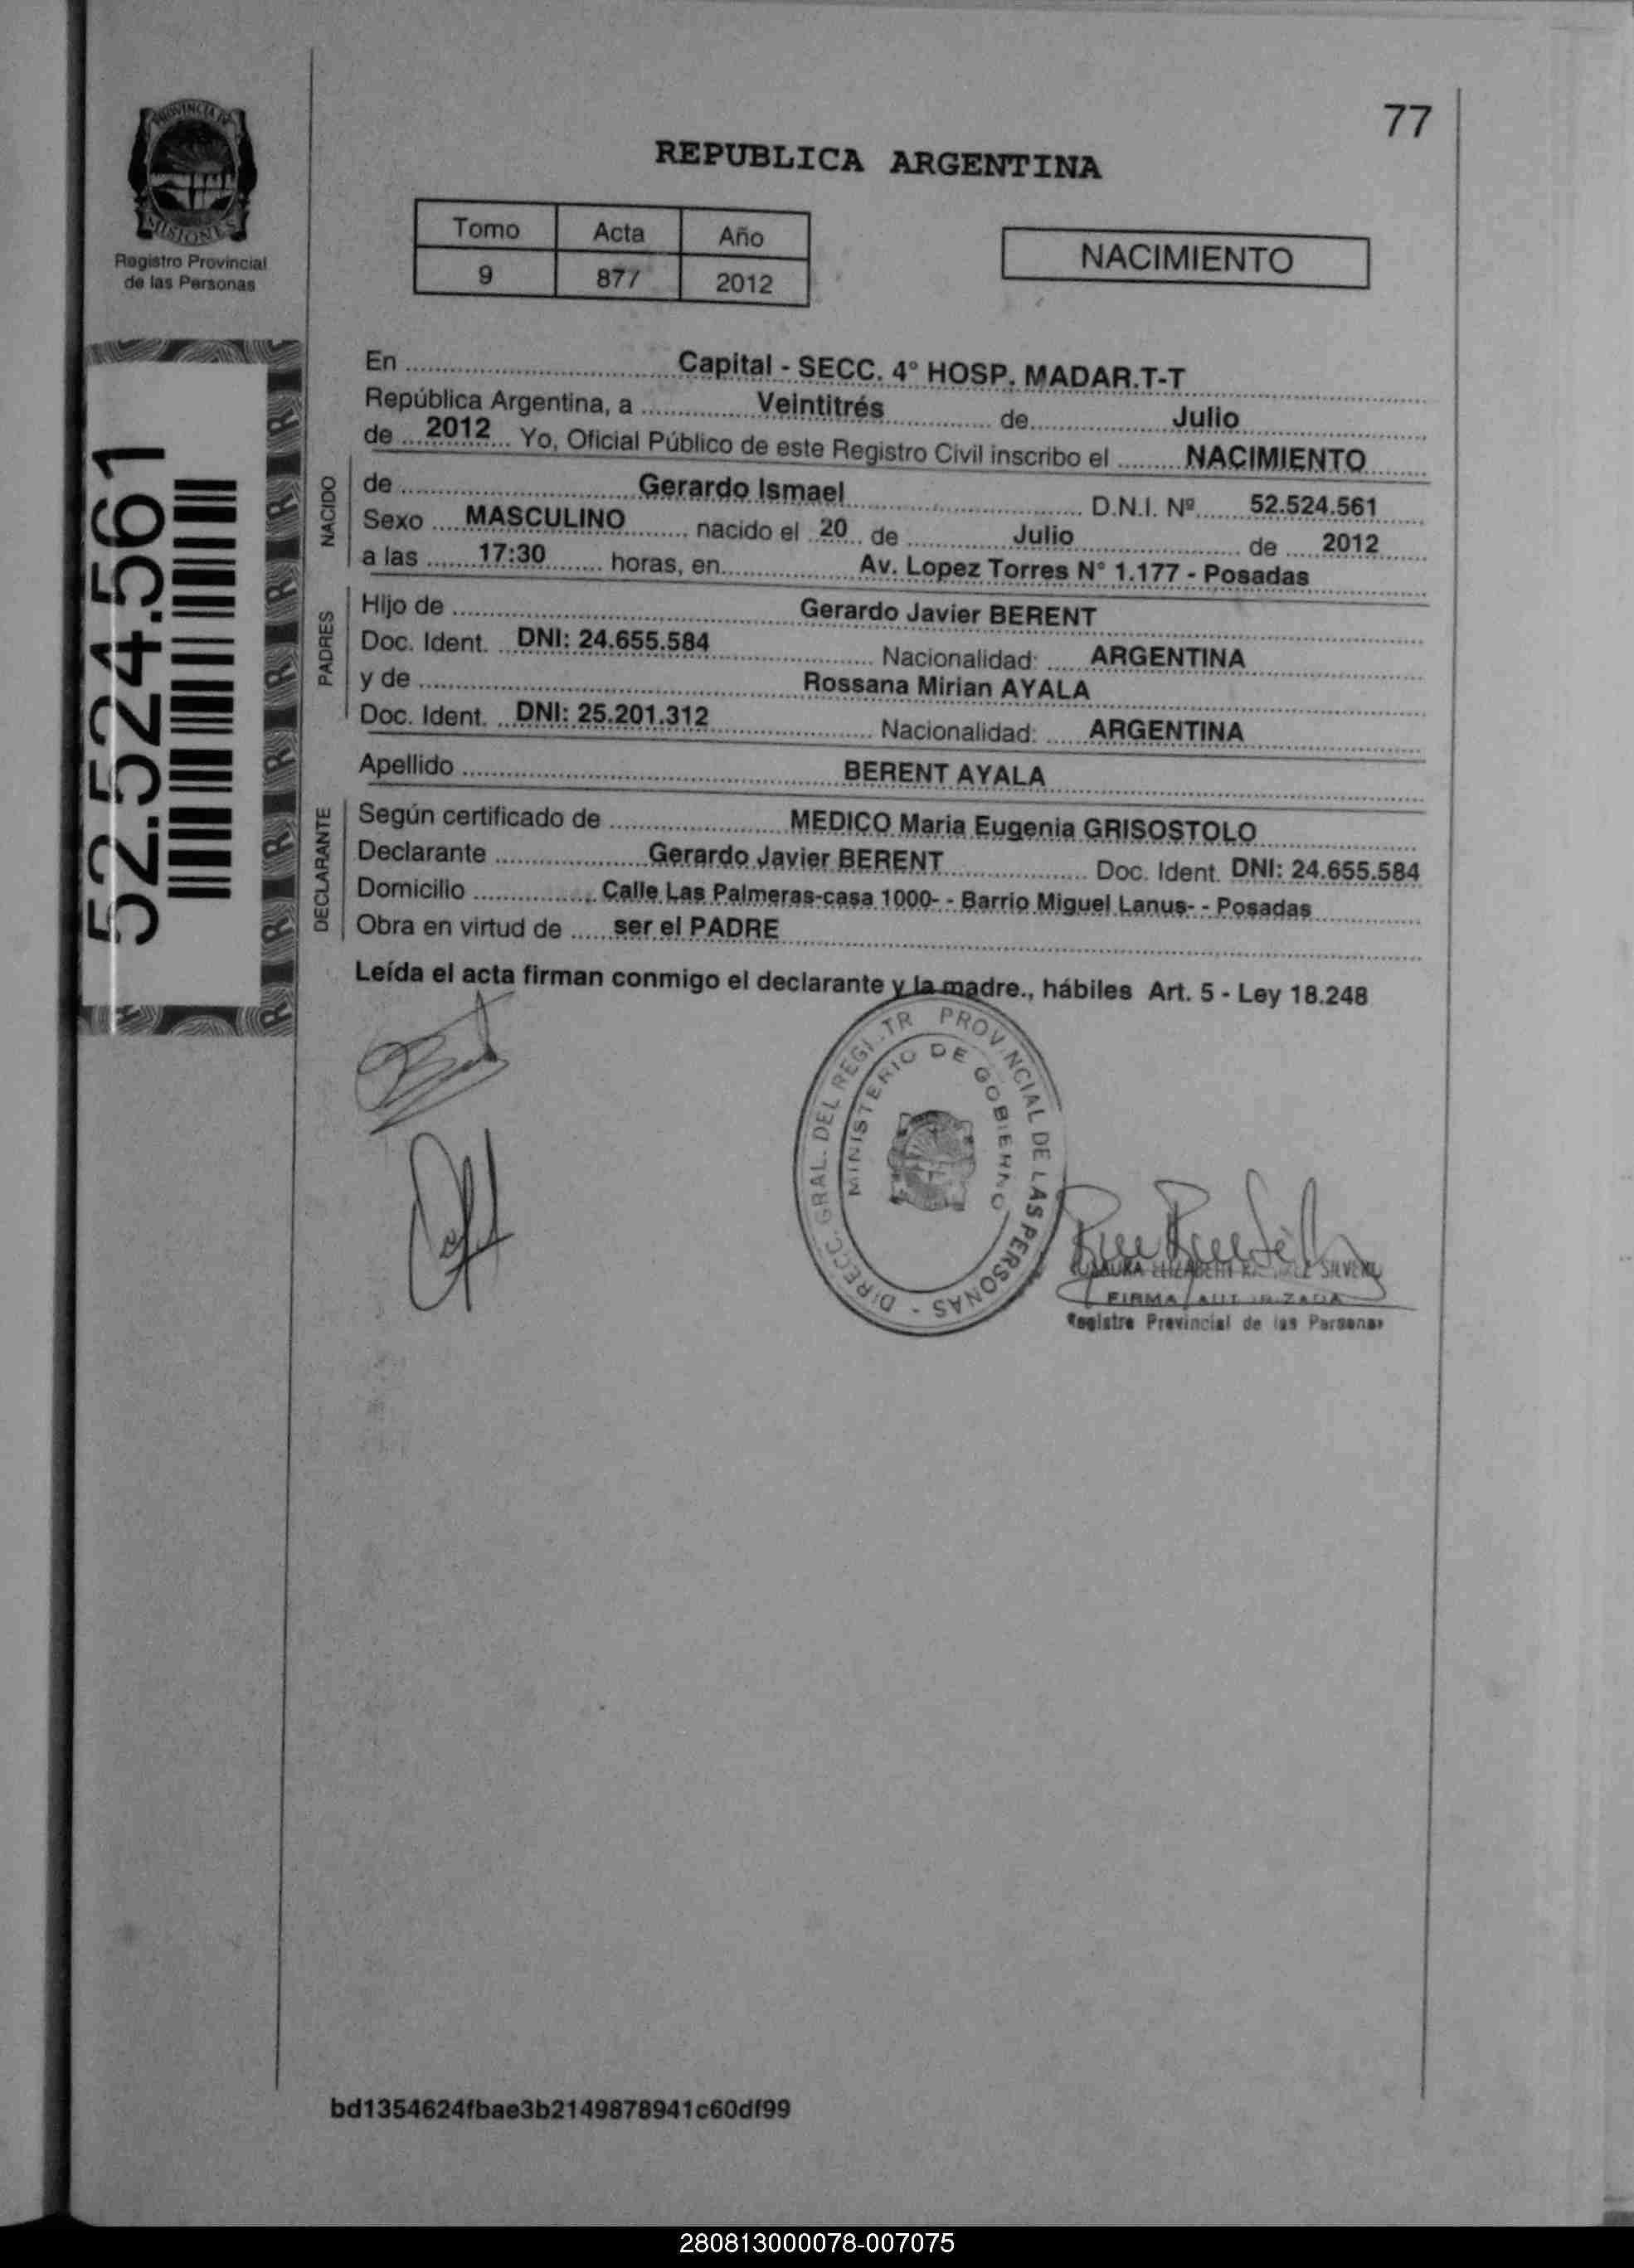 77
REPUBLICA ARGENTINA
PROVINCIA DE
MISIONES
Registro Provincial
de las Personas
Tomo Acta Año
9 877 2012
NACIMIENTO
52.524.561
En Capital - SECC. 4° HOSP. MADAR.T-T
República Argentina, a Veintitrés de Julio
de 2012 Yo, Oficial Público de este Registro Civil inscribo el NACIMIENTO
NACIDO
de Gerardo Ismael D.N.I. Nº 52.524.561
Sexo MASCULINO nacido el 20 de Julio de 2012
a las 17:30 horas, en Av. Lopez Torres N° 1.177 - Posadas
PADRES
Hijo de Gerardo Javier BERENT
Doc. Ident. DNI: 24.655.584 Nacionalidad: ARGENTINA
y de Rossana Mirian AYALA
Doc. Ident. DNI: 25.201.312 Nacionalidad: ARGENTINA
Apellido BERENT AYALA
DECLARANTE
Según certificado de MEDICO Maria Eugenia GRISOSTOLO
Declarante Gerardo Javier BERENT Doc. Ident. DNI: 24.655.584
Domicilio Calle Las Palmeras-casa 1000- - Barrio Miguel Lanus- - Posadas
Obra en virtud de ser el PADRE
Leída el acta firman conmigo el declarante y la madre., hábiles Art. 5 - Ley 18.248
DIRECC. GRAL. DEL REGI..TR PROVINCIAL DE LAS PERSONAS -
MINISTERIO DE GOBIERNO
FIRMA AUTORIZADA
Registro Provincial de las Personas
bd1354624fbae3b2149878941c60df99
280813000078-007075